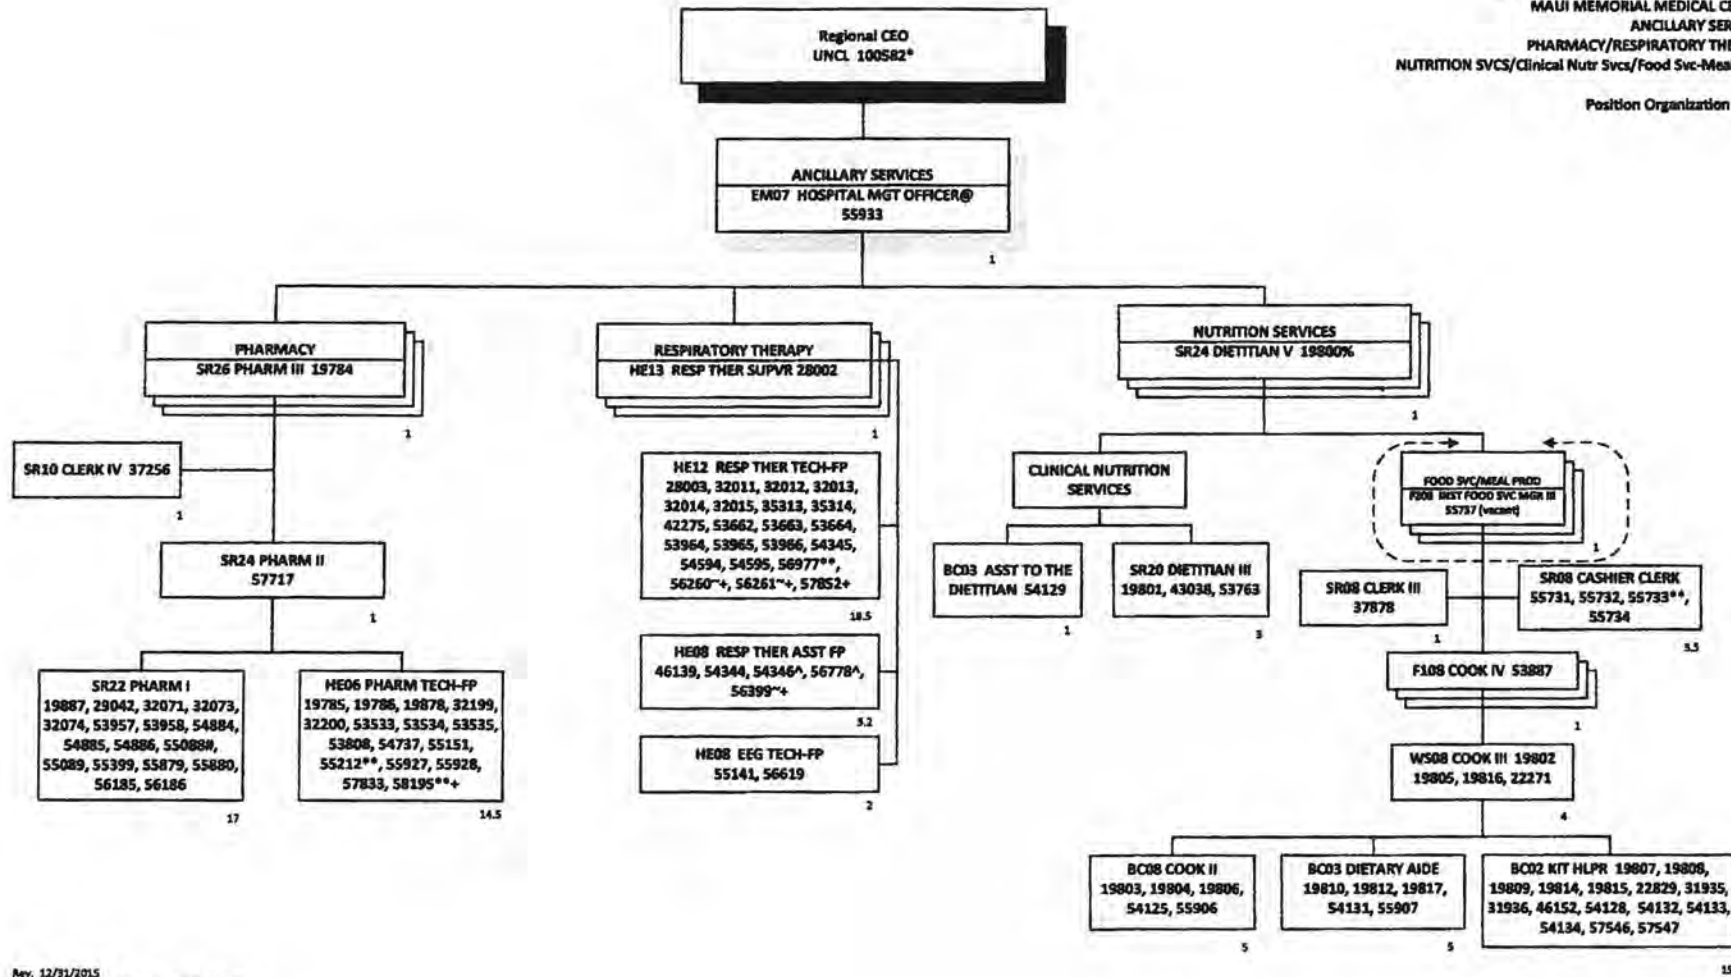 MAUI MEMORIAL MEDICAL CE
ANCILLARY SER
PHARMACY/RESPIRATORY THE
NUTRITION SVCS/Clinical Nutr Svcs/Food Svc-Mea
Position Organization
Regional CEO
UNCL 100582*
ANCILLARY SERVICES
EM07 HOSPITAL MGT OFFICER@
55933
1
PHARMACY
SR26 PHARM III 19784
1
SR10 CLERK IV 37256
1
SR24 PHARM II
57717
1
SR22 PHARM I
19887, 29042, 32071, 32073,
32074, 53957, 53958, 54884,
54885, 54886, 55088#,
55089, 55399, 55879, 55880,
56185, 56186
17
HE06 PHARM TECH-FP
19785, 19786, 19878, 32199,
32200, 53533, 53534, 53535,
53808, 54737, 55151,
55212**, 55927, 55928,
57833, 58195**+
14.5
RESPIRATORY THERAPY
HE13 RESP THER SUPVR 28002
1
HE12 RESP THER TECH-FP
28003, 32011, 32012, 32013,
32014, 32015, 35313, 35314,
42275, 53662, 53663, 53664,
53964, 53965, 53966, 54345,
54594, 54595, 56977**,
56260~+, 56261~+, 57852+
18.5
HE08 RESP THER ASST FP
46139, 54344, 54346^, 56778^,
56399~+
3.2
HE08 EEG TECH-FP
55141, 56619
2
NUTRITION SERVICES
SR24 DIETITIAN V 19800%
1
CLINICAL NUTRITION
SERVICES
BC03 ASST TO THE
DIETITIAN 54129
1
SR20 DIETITIAN III
19801, 43038, 53763
3
FOOD SVC/MEAL PROD
F208 INST FOOD SVC MGR III
55737 (vacant)
1
SR08 CLERK III
37878
1
SR08 CASHIER CLERK
55731, 55732, 55733**,
55734
3.5
F108 COOK IV 53887
1
WS08 COOK III 19802
19805, 19816, 22271
4
BC08 COOK II
19803, 19804, 19806,
54125, 55906
5
BC03 DIETARY AIDE
19810, 19812, 19817,
54131, 55907
5
BC02 KIT HLPR 19807, 19808,
19809, 19814, 19815, 22829, 31935,
31936, 46152, 54128, 54132, 54133,
54134, 57546, 57547
15
Rev. 12/31/2015